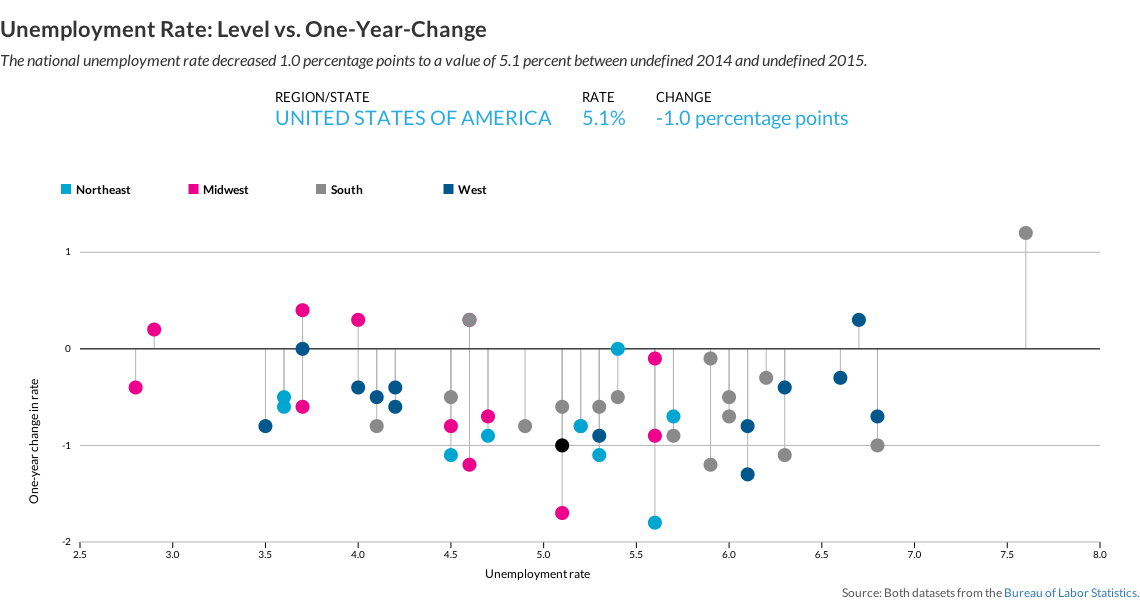 Unemployment Rate: Level vs. One-Year-Change
The national unemployment rate decreased 1.0 percentage points to a value of 5.1 percent between undefined 2014 and undefined 2015.
REGION/STATE RATE CHANGE
UNITED STATES OF AMERICA 5.1% -1.0 percentage points
Northeast Midwest South West
1
0
-1
-2
One-year change in rate
2.5 3.0 3.5 4.0 4.5 5.0 5.5 6.0 6.5 7.0 7.5 8.0
Unemployment rate
Source: Both datasets from the Bureau of Labor Statistics.